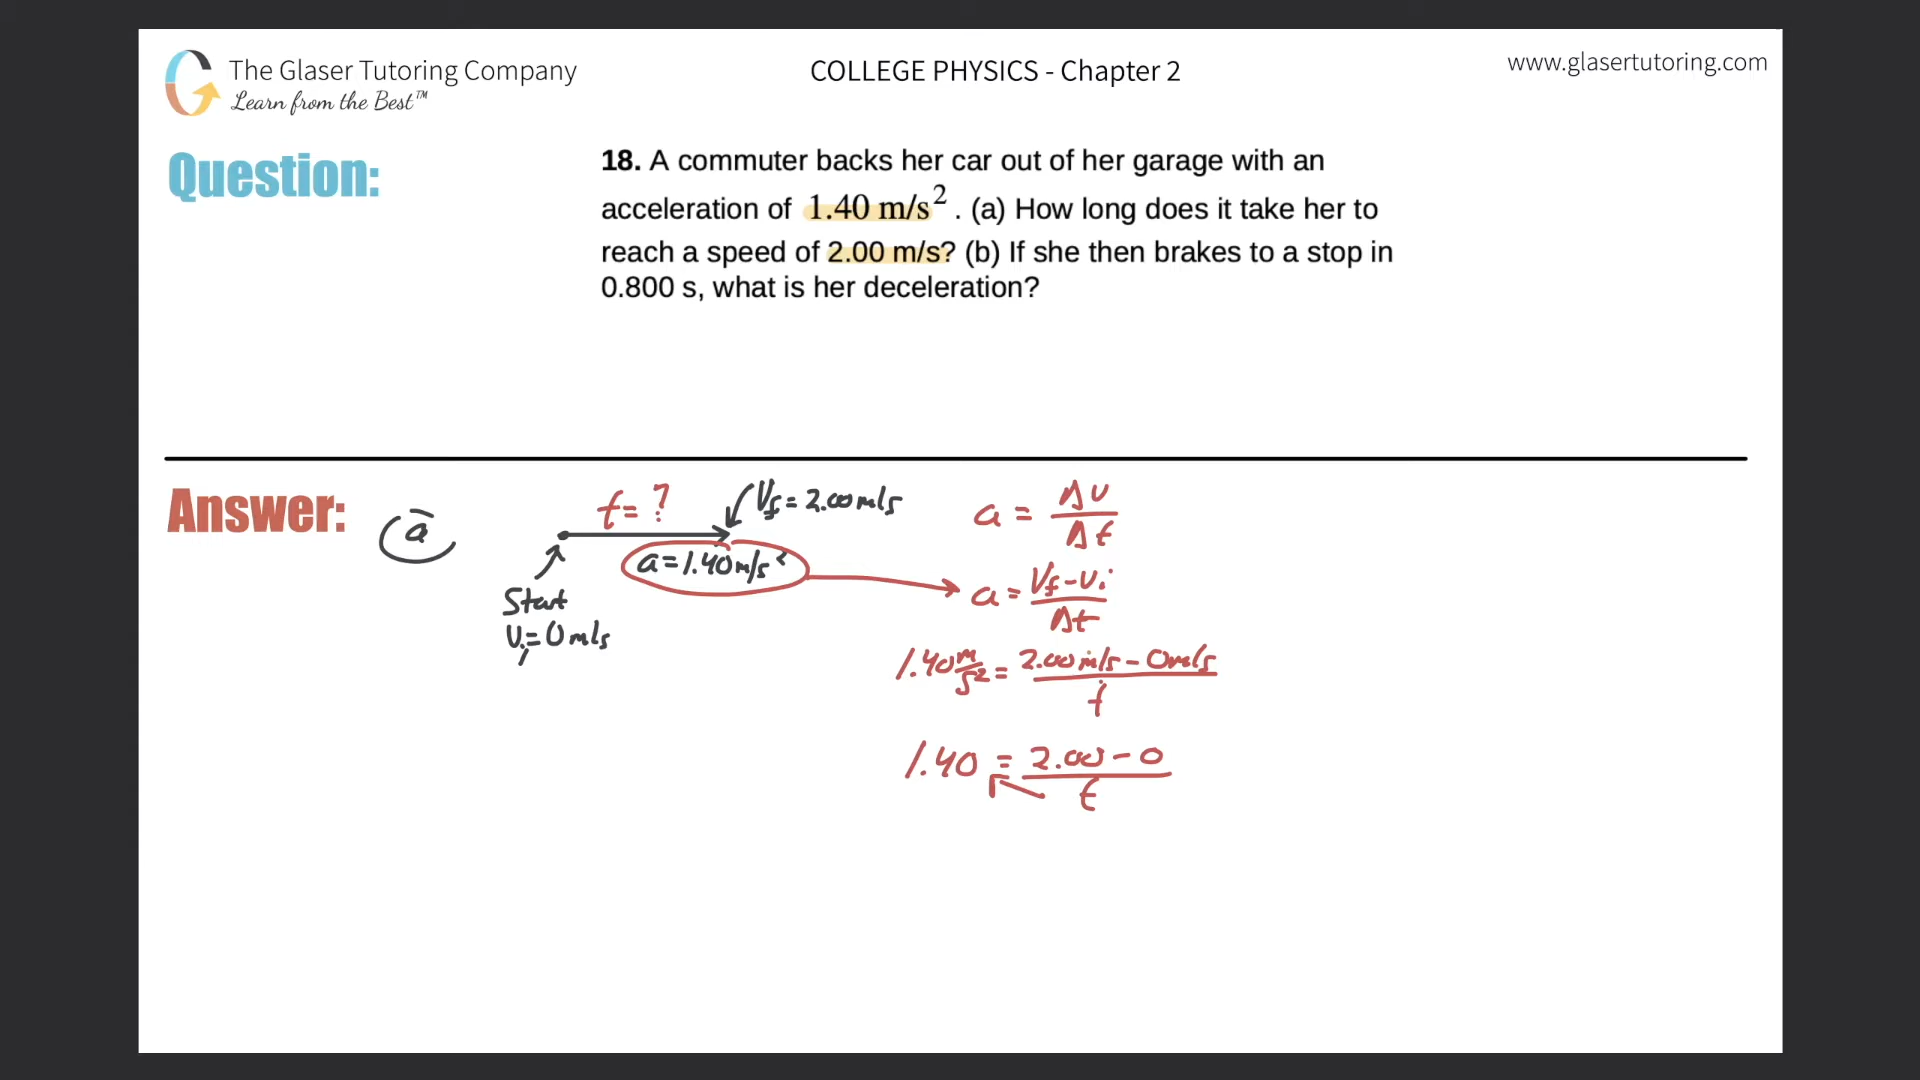 The Glaser Tutoring Company
Learn from the Best™
COLLEGE PHYSICS - Chapter 2
www.glasertutoring.com
Question:
18. A commuter backs her car out of her garage with an
acceleration of 1.40 m/s² . (a) How long does it take her to
reach a speed of 2.00 m/s? (b) If she then brakes to a stop in
0.800 s, what is her deceleration?
Answer:
a
t = ?
Vf = 2.00 m/s
a = 1.40 m/s²
Start
Vi = 0 m/s
a = Δv / Δt
a = Vf - Vi / Δt
1.40 m/s² = 2.00 m/s - 0 m/s / t
1.40 = 2.00 - 0 / t